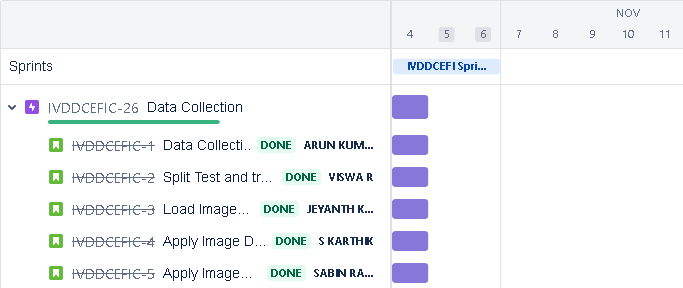 NOV
4 5 6 7 8 9 10 11
Sprints IVDDCEFI Spri...
IVDDCEFIC-26 Data Collection
IVDDCEFIC-1 Data Collecti.. DONE ARUN KUM...
IVDDCEFIC-2 Split Test and tr... DONE VISWA R
IVDDCEFIC-3 Load Image... DONE JEYANTH K...
IVDDCEFIC-4 Apply Image D... DONE S KARTHIK
IVDDCEFIC-5 Apply Image... DONE SABIN RA...